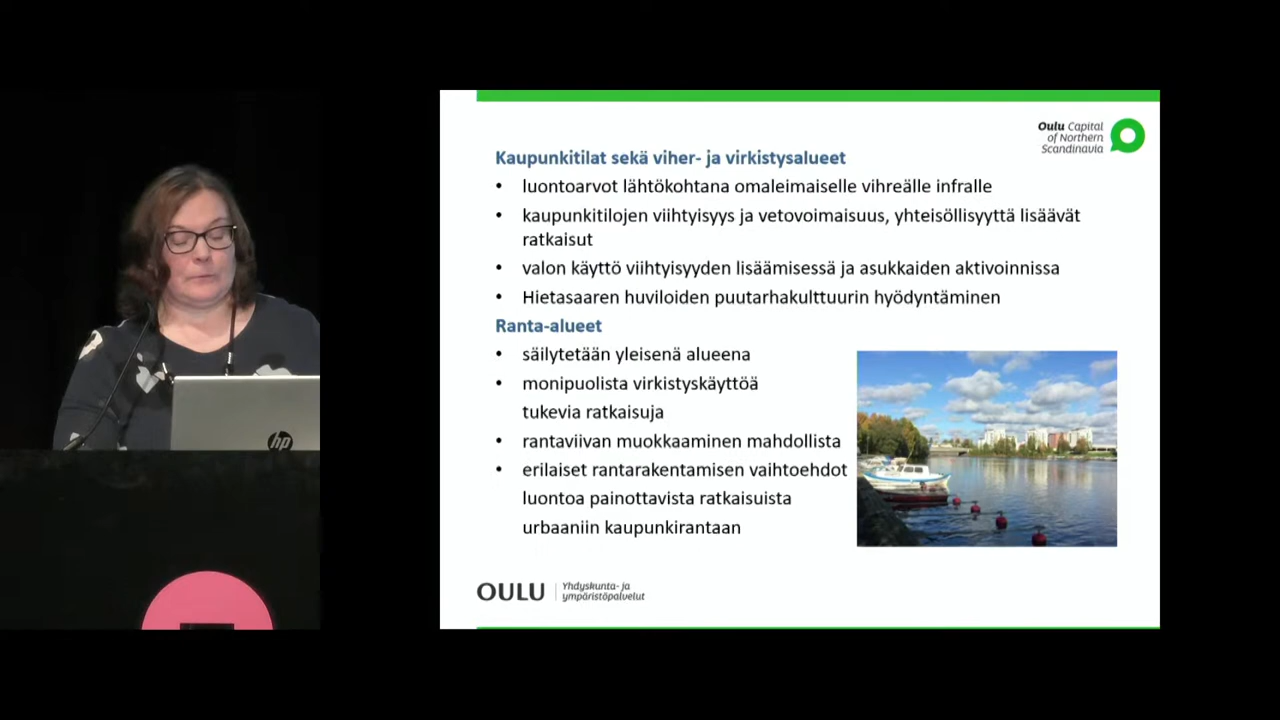 Oulu Capital
of Northern
Scandinavia
Kaupunkitilat sekä viher- ja virkistysalueet
• luontoarvot lähtökohtana omaleimaiselle vihreälle infralle
• kaupunkitilojen viihtyisyys ja vetovoimaisuus, yhteisöllisyyttä lisäävät
ratkaisut
• valon käyttö viihtyisyyden lisäämisessä ja asukkaiden aktivoinnissa
• Hietasaaren huviloiden puutarhakulttuurin hyödyntäminen
Ranta-alueet
• säilytetään yleisenä alueena
• monipuolista virkistyskäyttöä
tukevia ratkaisuja
• rantaviivan muokkaaminen mahdollista
• erilaiset rantarakentamisen vaihtoehdot
luontoa painottavista ratkaisuista
urbaaniin kaupunkirantaan
OULU
Yhdyskunta- ja
ympäristöpalvelut
hp